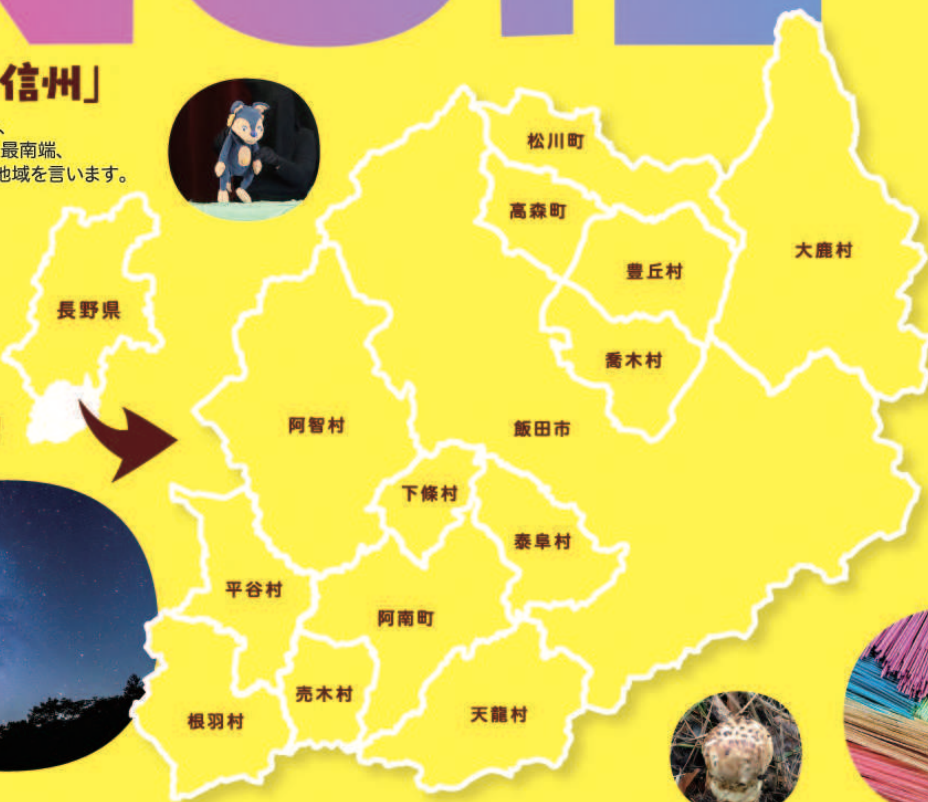 信州」
、
最南端、
地域を言います。
長野県
松川町
高森町
豊丘村
大鹿村
喬木村
阿智村
飯田市
下條村
泰阜村
平谷村
阿南町
売木村
根羽村
天龍村